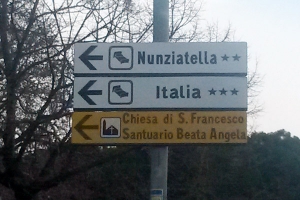 Nunziatella ★★
Italia ★★★
Chiesa di S. Francesco
Santuario Beata Angela